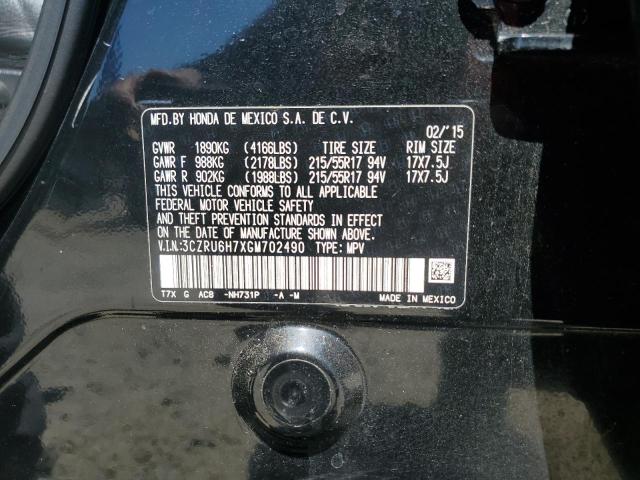 MFD.BY HONDA DE MEXICO S.A. DE C.V.
02/'15
GVWR 1890KG (4166LBS) TIRE SIZE RIM SIZE
GAWR F 988KG (2178LBS) 215/55R17 94V 17X7.5J
GAWR R 902KG (1988LBS) 215/55R17 94V 17X7.5J
THIS VEHICLE CONFORMS TO ALL APPLICABLE
FEDERAL MOTOR VEHICLE SAFETY
AND THEFT PREVENTION STANDARDS IN EFFECT
ON THE DATE OF MANUFACTURE SHOWN ABOVE.
V.I.N.:3CZRU6H7XGM702490 TYPE: MPV
T7X G AC8 -NH731P -A -M MADE IN MEXICO